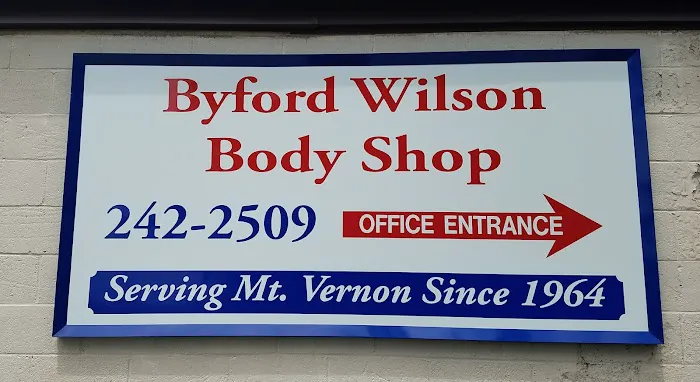 Byford Wilson
Body Shop
242-2509
OFFICE ENTRANCE
Serving Mt. Vernon Since 1964